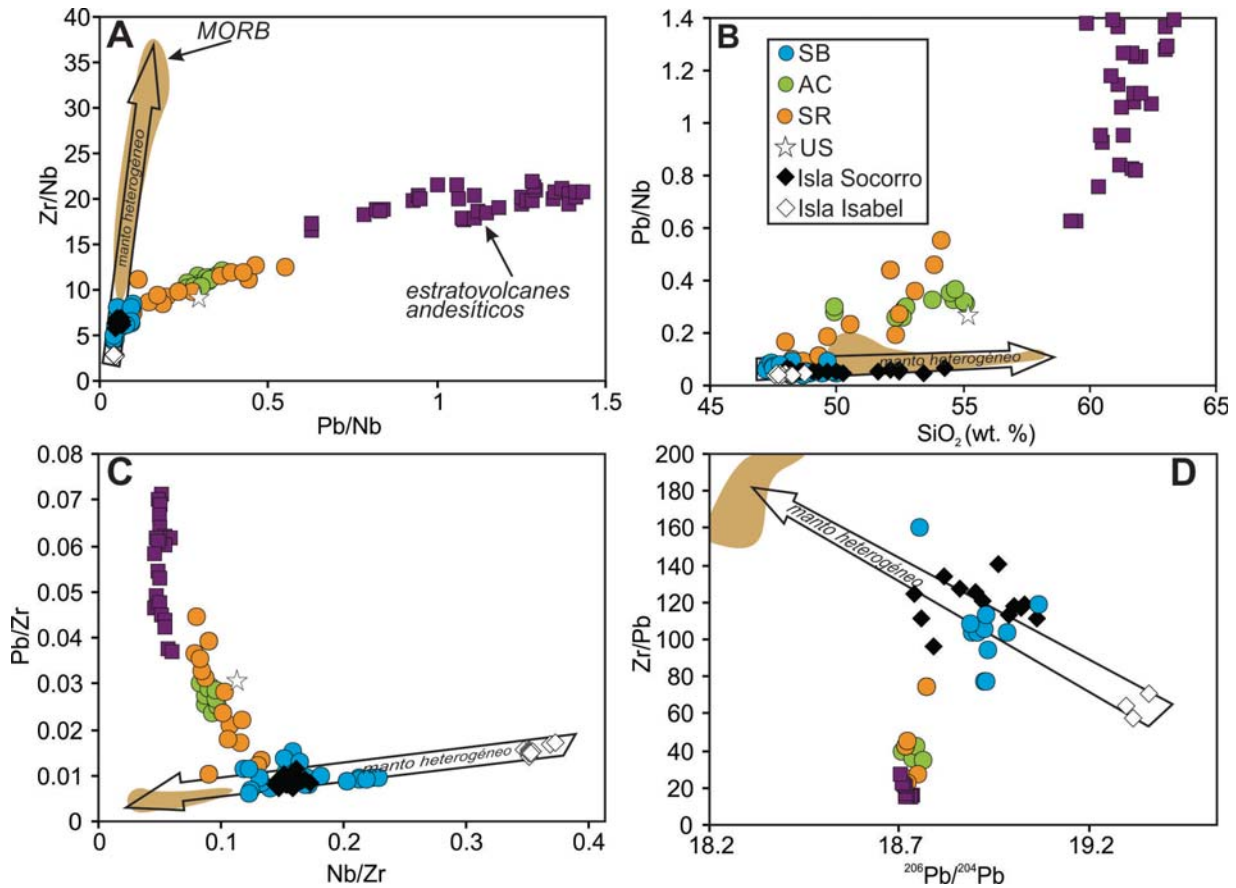 A
MORB
40
35
30
25
20
15
10
5
0
Zr/Nb
manto heterogéneo
estratovolcanes
andesíticos
0
0.5
1
1.5
Pb/Nb
B
1.4
1.2
1
0.8
0.6
0.4
0.2
0
Pb/Nb
SB
AC
SR
US
Isla Socorro
Isla Isabel
manto heterogéneo
45
50
55
60
65
SiO2 (wt. %)
C
0.08
0.07
0.06
0.05
0.04
0.03
0.02
0.01
0
Pb/Zr
manto heterogéneo
0
0.1
0.2
0.3
0.4
Nb/Zr
D
200
180
160
140
120
100
80
60
40
20
0
Zr/Pb
manto heterogéneo
18.2
18.7
19.2
206Pb/204Pb